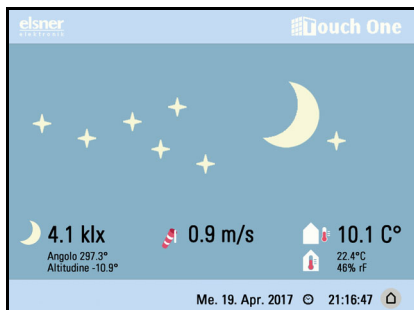 elsner
elektronik
Touch One
4.1 klx
0.9 m/s
10.1 C°
Angolo 297.3°
Altitudine -10.9°
22.4°C
46% rF
Me. 19. Apr. 2017
21:16:47